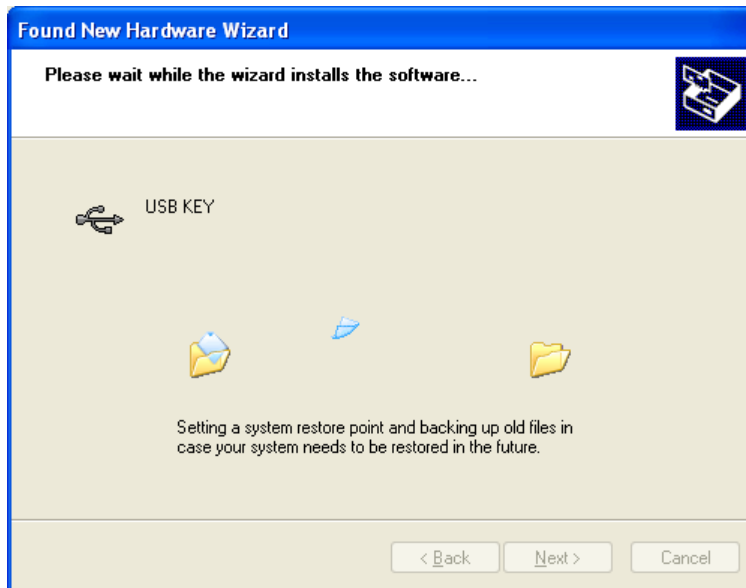 Found New Hardware Wizard
Please wait while the wizard installs the software...
USB KEY
Setting a system restore point and backing up old files in
case your system needs to be restored in the future.
< Back
Next >
Cancel